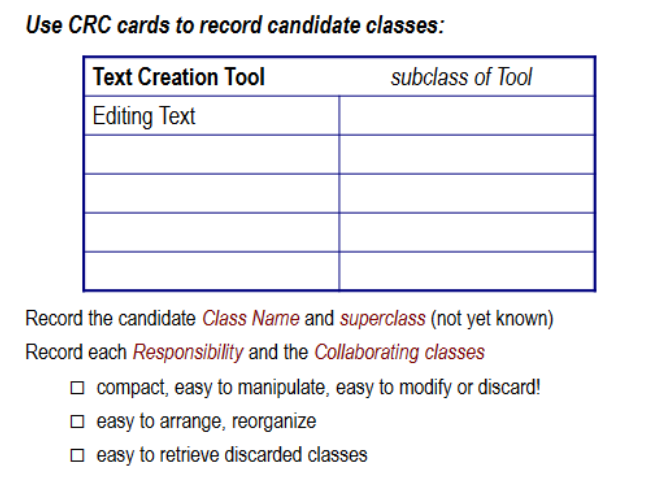 Use CRC cards to record candidate classes:
Text Creation Tool subclass of Tool
Editing Text
Record the candidate Class Name and superclass (not yet known)
Record each Responsibility and the Collaborating classes
compact, easy to manipulate, easy to modify or discard!
easy to arrange, reorganize
easy to retrieve discarded classes